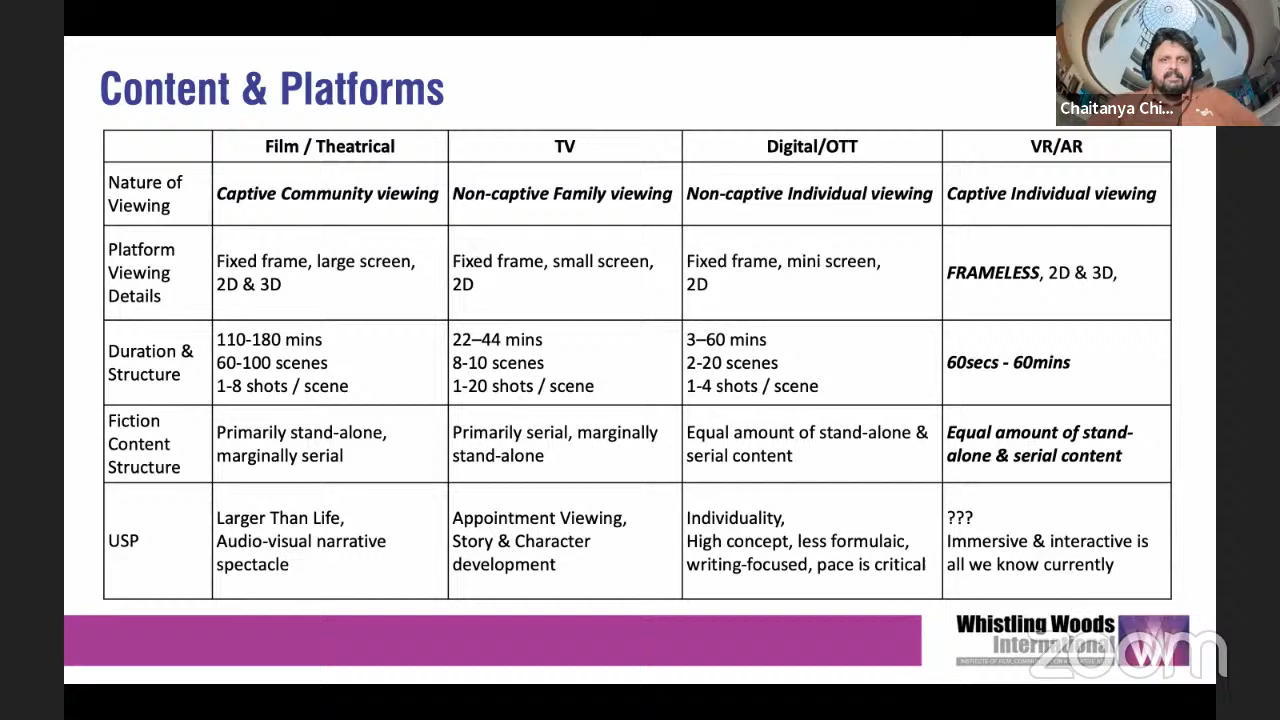 Content & Platforms
Chaitanya Chi...
Film / Theatrical
TV
Digital/OTT
VR/AR
Nature of
Viewing
Captive Community viewing
Non-captive Family viewing
Non-captive Individual viewing
Captive Individual viewing
Platform
Viewing
Details
Fixed frame, large screen,
2D & 3D
Fixed frame, small screen,
2D
Fixed frame, mini screen,
2D
FRAMELESS, 2D & 3D,
Duration &
Structure
110-180 mins
60-100 scenes
1-8 shots / scene
22–44 mins
8-10 scenes
1-20 shots / scene
3–60 mins
2-20 scenes
1-4 shots / scene
60secs - 60mins
Fiction
Content
Structure
Primarily stand-alone,
marginally serial
Primarily serial, marginally
stand-alone
Equal amount of stand-alone &
serial content
Equal amount of stand-
alone & serial content
USP
Larger Than Life,
Audio-visual narrative
spectacle
Appointment Viewing,
Story & Character
development
Individuality,
High concept, less formulaic,
writing-focused, pace is critical
???
Immersive & interactive is
all we know currently
Whistling Woods
International
zoom